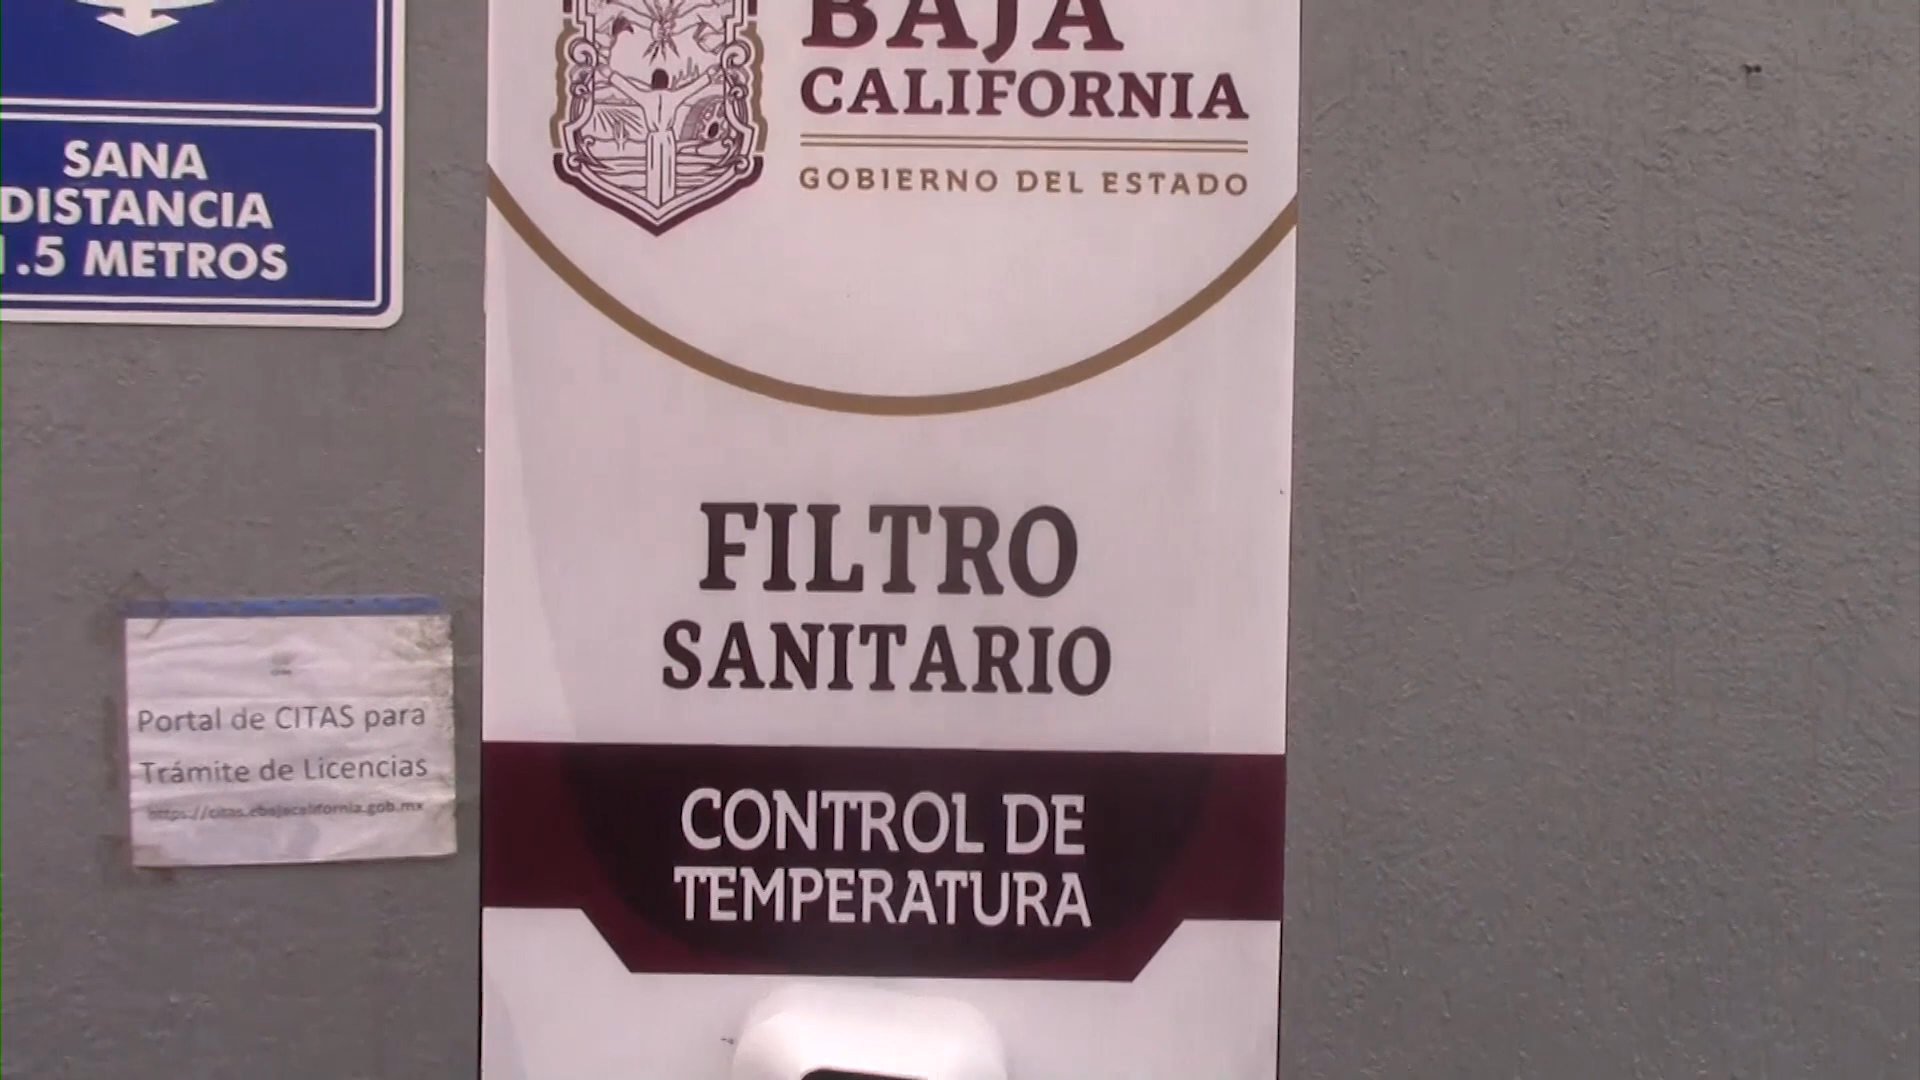 SANA
DISTANCIA
1.5 METROS
BAJA
CALIFORNIA
GOBIERNO DEL ESTADO
FILTRO
SANITARIO
CONTROL DE
TEMPERATURA
Portal de CITAS para
Trámite de Licencias
https://citas.ebajacalifornia.gob.mx